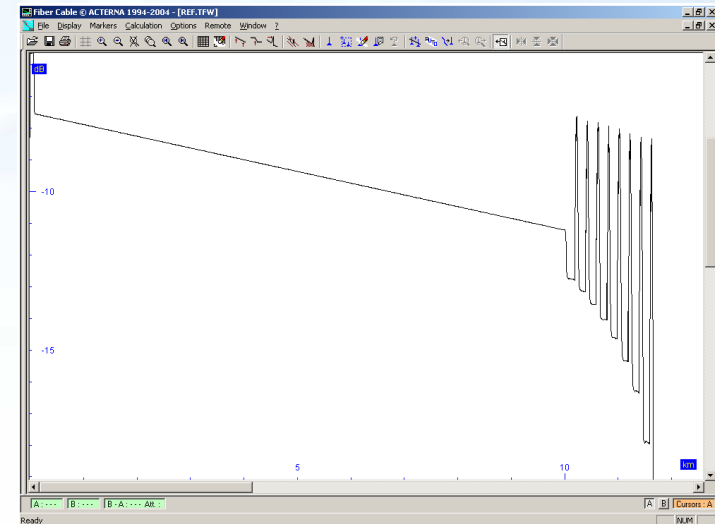 Fiber Cable © ACTERNA 1994-2004 - [REF.TFW]
File Display Markers Calculation Options Remote Window ?
dB
-10
-15
5
10
km
A : --- B : --- B - A : --- Att. :
A B Cursors : A
Ready NUM